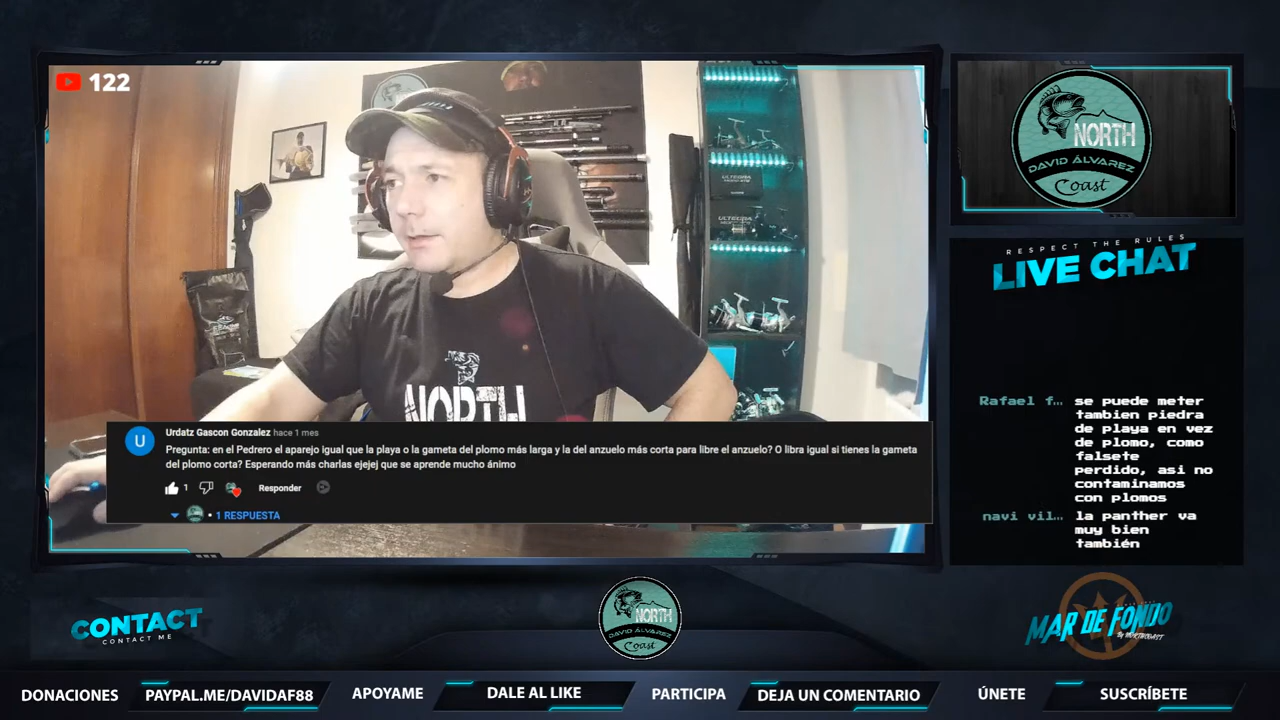 122
NORTH
DAVID ÁLVAREZ
Coast
ULTEGRA
ULTEGRA
NORTH
RESPECT THE RULES
LIVE CHAT
Rafael f... se puede meter
tambien piedra
de playa en vez
de plomo, como
falsete
perdido, asi no
contaminamos
con plomos
navi vil... la panther va
muy bien
también
Urdatz Gascon Gonzalez hace 1 mes
U
Pregunta: en el Pedrero el aparejo igual que la playa o la gameta del plomo más larga y la del anzuelo más corta para libre el anzuelo? O libra igual si tienes la gameta
del plomo corta? Esperando más charlas ejejej que se aprende mucho ánimo
1 Responder
• 1 RESPUESTA
CONTACT
CONTACT ME
NORTH
DAVID ÁLVAREZ
Coast
MAR DE FONDO
By NORTHCOAST
DONACIONES PAYPAL.ME/DAVIDAF88 APOYAME DALE AL LIKE PARTICIPA DEJA UN COMENTARIO ÚNETE SUSCRÍBETE